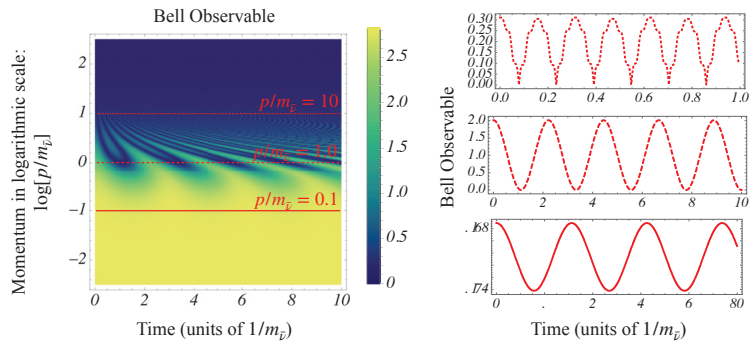 Bell Observable
Momentum in logarithmic scale:
log[p/m_ν̃]
2
1
0
−1
−2
p/m_ν̃ = 10
p/m_ν̃ = 1.0
p/m_ν̃ = 0.1
0 2 4 6 8 10
Time (units of 1/m_ν̃)
2.5
2.0
1.5
1.0
0.5
0
Bell Observable
0.30
0.20
0.15
0.10
0.05
0.00
0.0 0.2 0.4 0.6 0.8 1.0
2.0
1.5
1.0
0.5
0.0
0 2 4 6 8 10
0 80
Time (units of 1/m_ν̃)